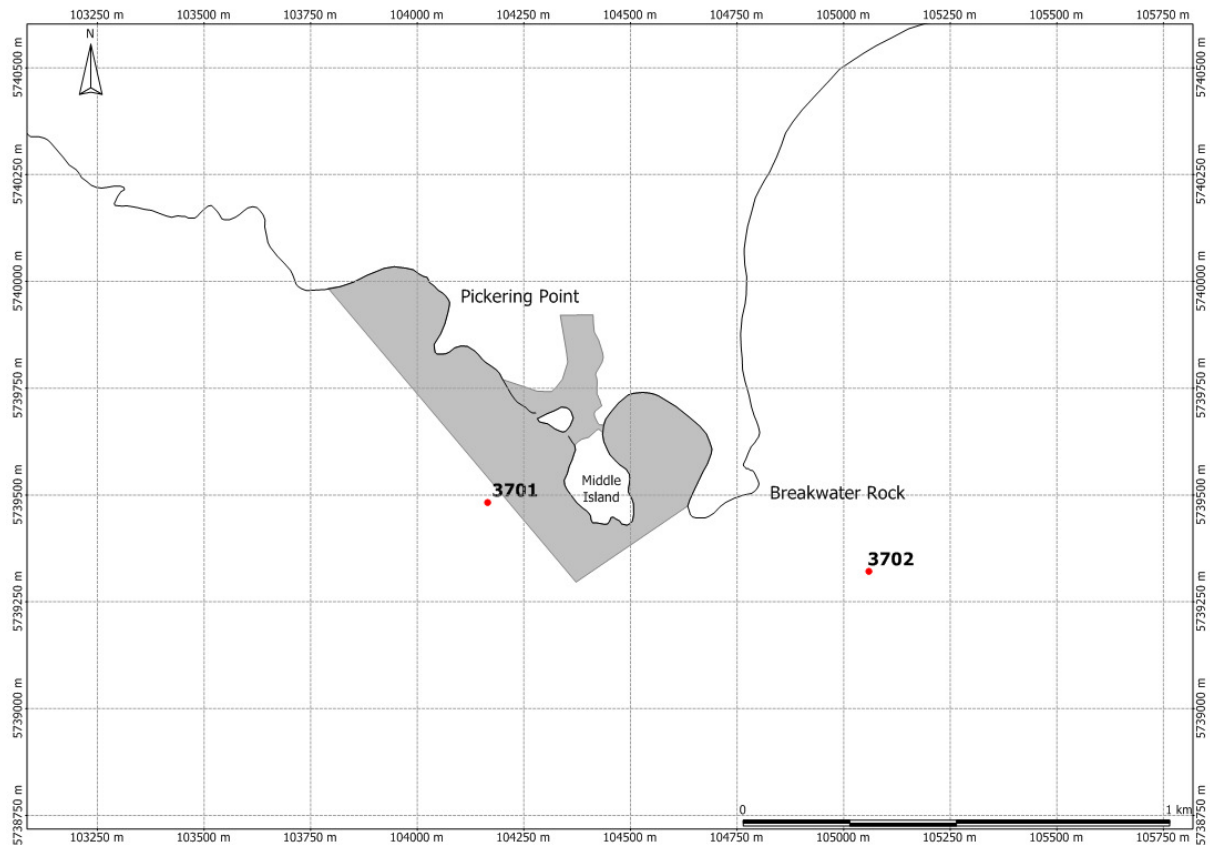 103250 m 103500 m 103750 m 104000 m 104250 m 104500 m 104750 m 105000 m 105250 m 105500 m 105750 m
N
5740500 m 5740500 m
5740250 m 5740250 m
5740000 m 5740000 m
Pickering Point
5739750 m 5739750 m
Middle
Island
3701
Breakwater Rock
5739500 m 5739500 m
3702
5739250 m 5739250 m
5739000 m 5739000 m
0 1 km
5738750 m 5738750 m
103250 m 103500 m 103750 m 104000 m 104250 m 104500 m 104750 m 105000 m 105250 m 105500 m 105750 m